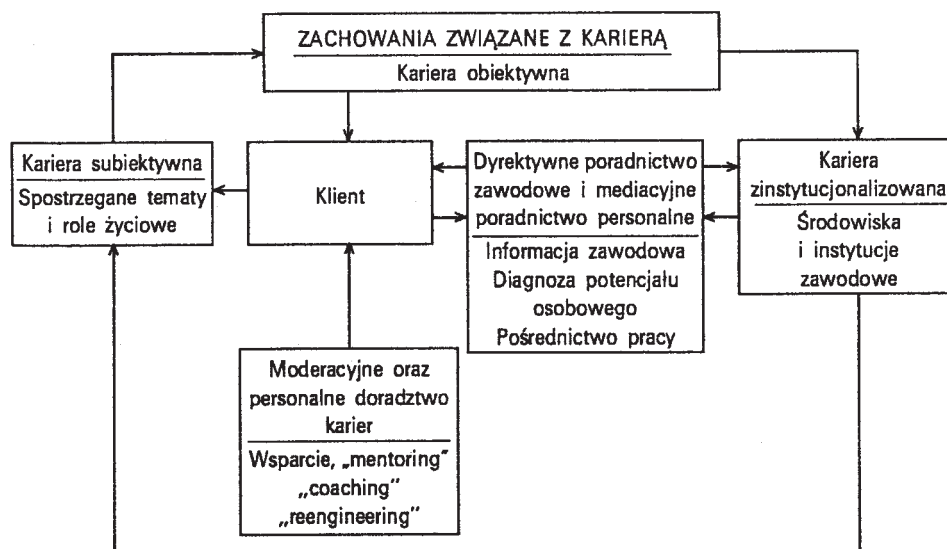 ZACHOWANIA ZWIĄZANE Z KARIERĄ
Kariera obiektywna
Kariera subiektywna
Spostrzegane tematy
i role życiowe
Klient
Dyrektywne poradnictwo
zawodowe i mediacyjne
poradnictwo personalne
Informacja zawodowa
Diagnoza potencjału
osobowego
Pośrednictwo pracy
Kariera
zinstytucjonalizowana
Środowiska
i instytucje
zawodowe
Moderacyjne oraz
personalne doradztwo
karier
Wsparcie, „mentoring”
„coaching”
„reengineering”